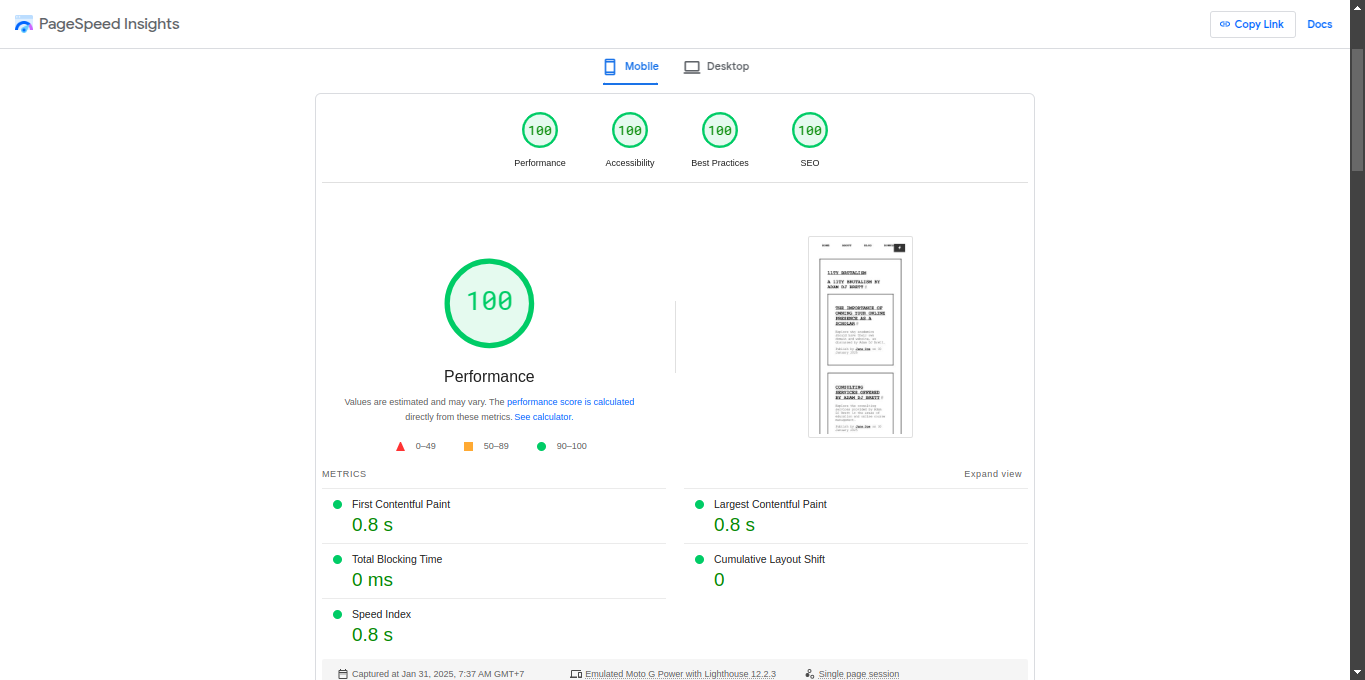 PageSpeed Insights
Copy Link
Docs
Mobile
Desktop
100
100
100
100
Performance
Accessibility
Best Practices
SEO
100
Performance
Values are estimated and may vary. The performance score is calculated
directly from these metrics. See calculator.
0–49
50–89
90–100
HOME
ABOUT
BLOG
11TY BRUTALISM
A 11TY BRUTALISM BY
ADAM DJ BRETT
THE IMPORTANCE OF
OWNING YOUR ONLINE
PRESENCE AS A
SCHOLAR
CONSULTING
SERVICES OFFERED
BY ADAM DJ BRETT
METRICS
Expand view
First Contentful Paint
0.8 s
Largest Contentful Paint
0.8 s
Total Blocking Time
0 ms
Cumulative Layout Shift
0
Speed Index
0.8 s
Captured at Jan 31, 2025, 7:37 AM GMT+7
Emulated Moto G Power with Lighthouse 12.2.3
Single page session